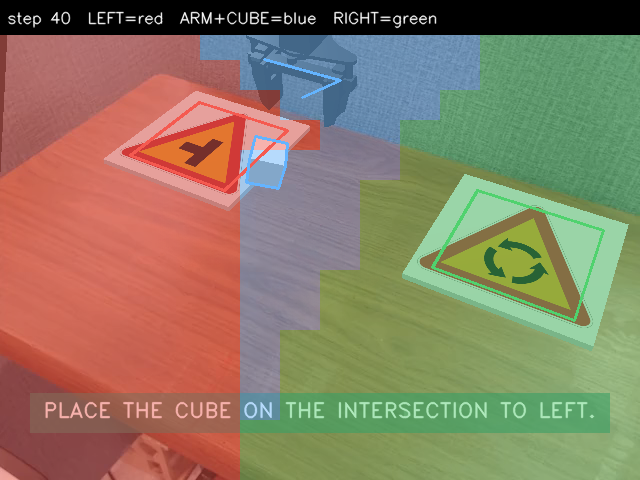 step 40 LEFT=red ARM+CUBE=blue RIGHT=green
PLACE THE CUBE ON THE INTERSECTION TO LEFT.